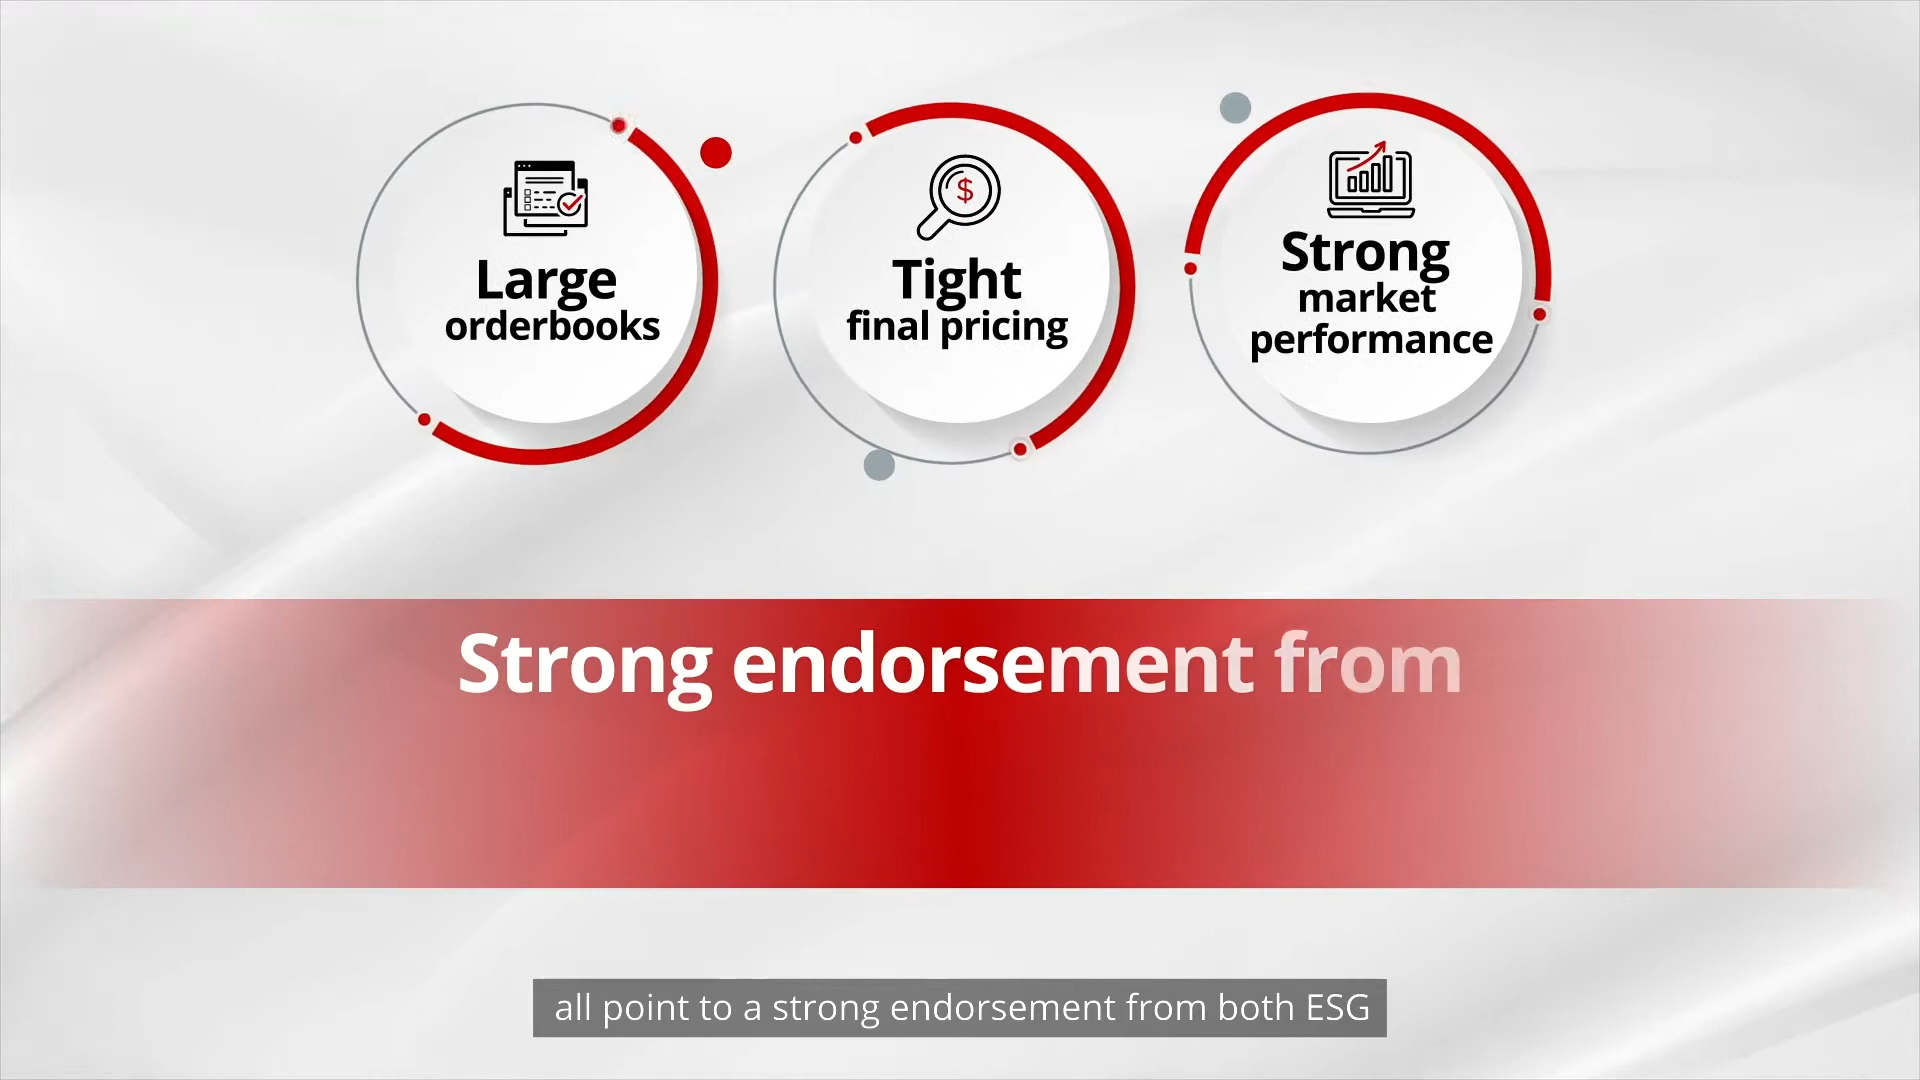 Large
orderbooks
$
Tight
final pricing
Strong
market
performance
Strong endorsement from
all point to a strong endorsement from both ESG